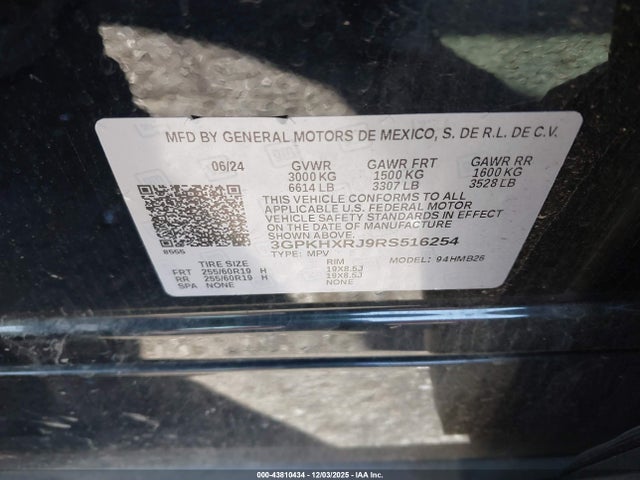 MFD BY GENERAL MOTORS DE MEXICO, S. DE R.L. DE C.V.
06/24 GVWR GAWR FRT GAWR RR
3000 KG 1500 KG 1600 KG
6614 LB 3307 LB 3528 LB
THIS VEHICLE CONFORMS TO ALL
APPLICABLE U.S. FEDERAL MOTOR
VEHICLE SAFETY STANDARDS IN EFFECT
ON THE DATE OF MANUFACTURE SHOWN ABOVE.
3GPKHXRJ9RS516254
8555 TYPE: MPV MODEL: 94HMB26
TIRE SIZE RIM
FRT 255/60R19 H 19X8.5J
RR 255/60R19 H 19X8.5J
SPA NONE NONE
000-43810434 | 12/03/2025 | IAA Inc.